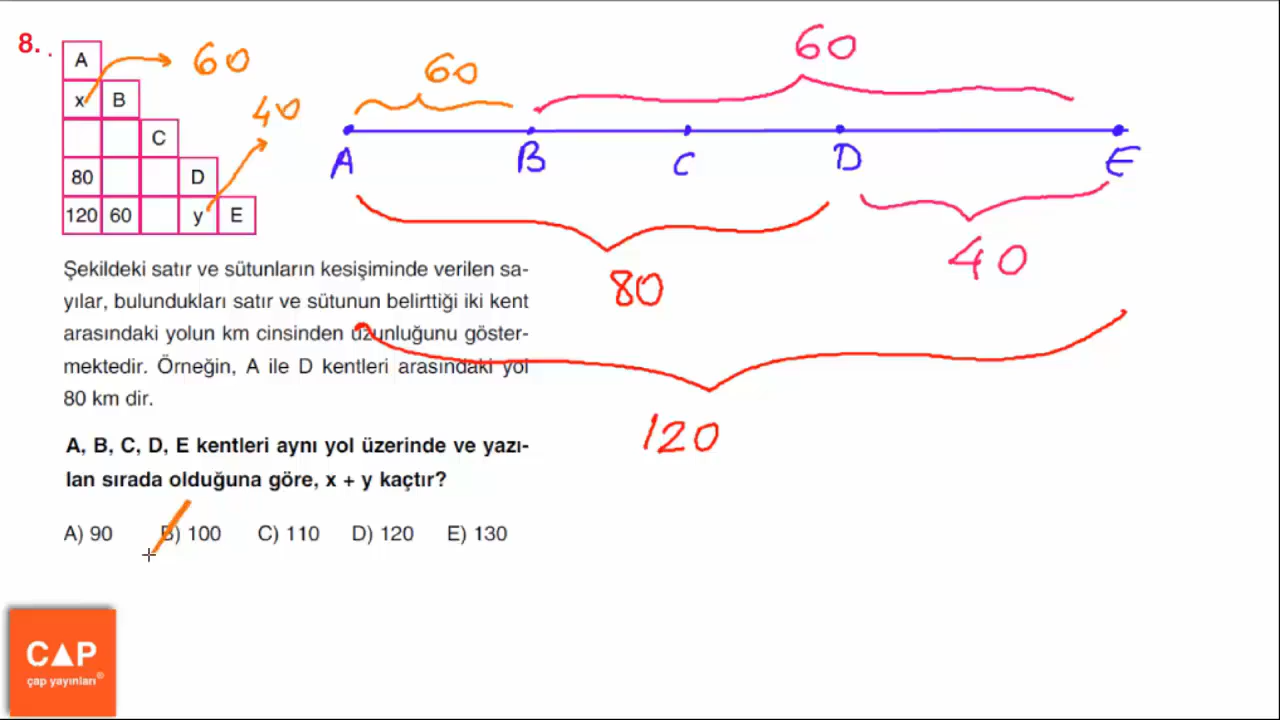 8.
A
x B
C
80 D
120 60 y E
60
40
60
60
A B C D E
80
40
120
Şekildeki satır ve sütunların kesişiminde verilen sa-
yılar, bulundukları satır ve sütunun belirttiği iki kent
arasındaki yolun km cinsinden uzunluğunu göster-
mektedir. Örneğin, A ile D kentleri arasındaki yol
80 km dir.
A, B, C, D, E kentleri aynı yol üzerinde ve yazı-
lan sırada olduğuna göre, x + y kaçtır?
A) 90 B) 100 C) 110 D) 120 E) 130
CAP
çap yayınları®